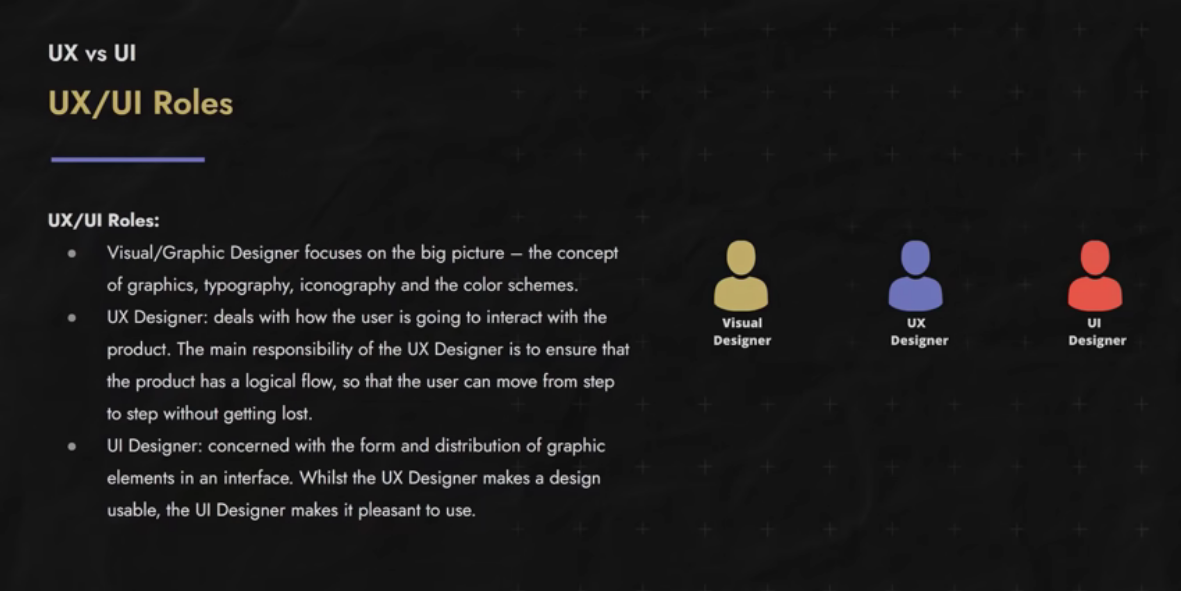 UX vs UI
UX/UI Roles
UX/UI Roles:
Visual/Graphic Designer focuses on the big picture – the concept
of graphics, typography, iconography and the color schemes.
UX Designer: deals with how the user is going to interact with the
product. The main responsibility of the UX Designer is to ensure that
the product has a logical flow, so that the user can move from step
to step without getting lost.
UI Designer: concerned with the form and distribution of graphic
elements in an interface. Whilst the UX Designer makes a design
usable, the UI Designer makes it pleasant to use.
Visual
Designer
UX
Designer
UI
Designer